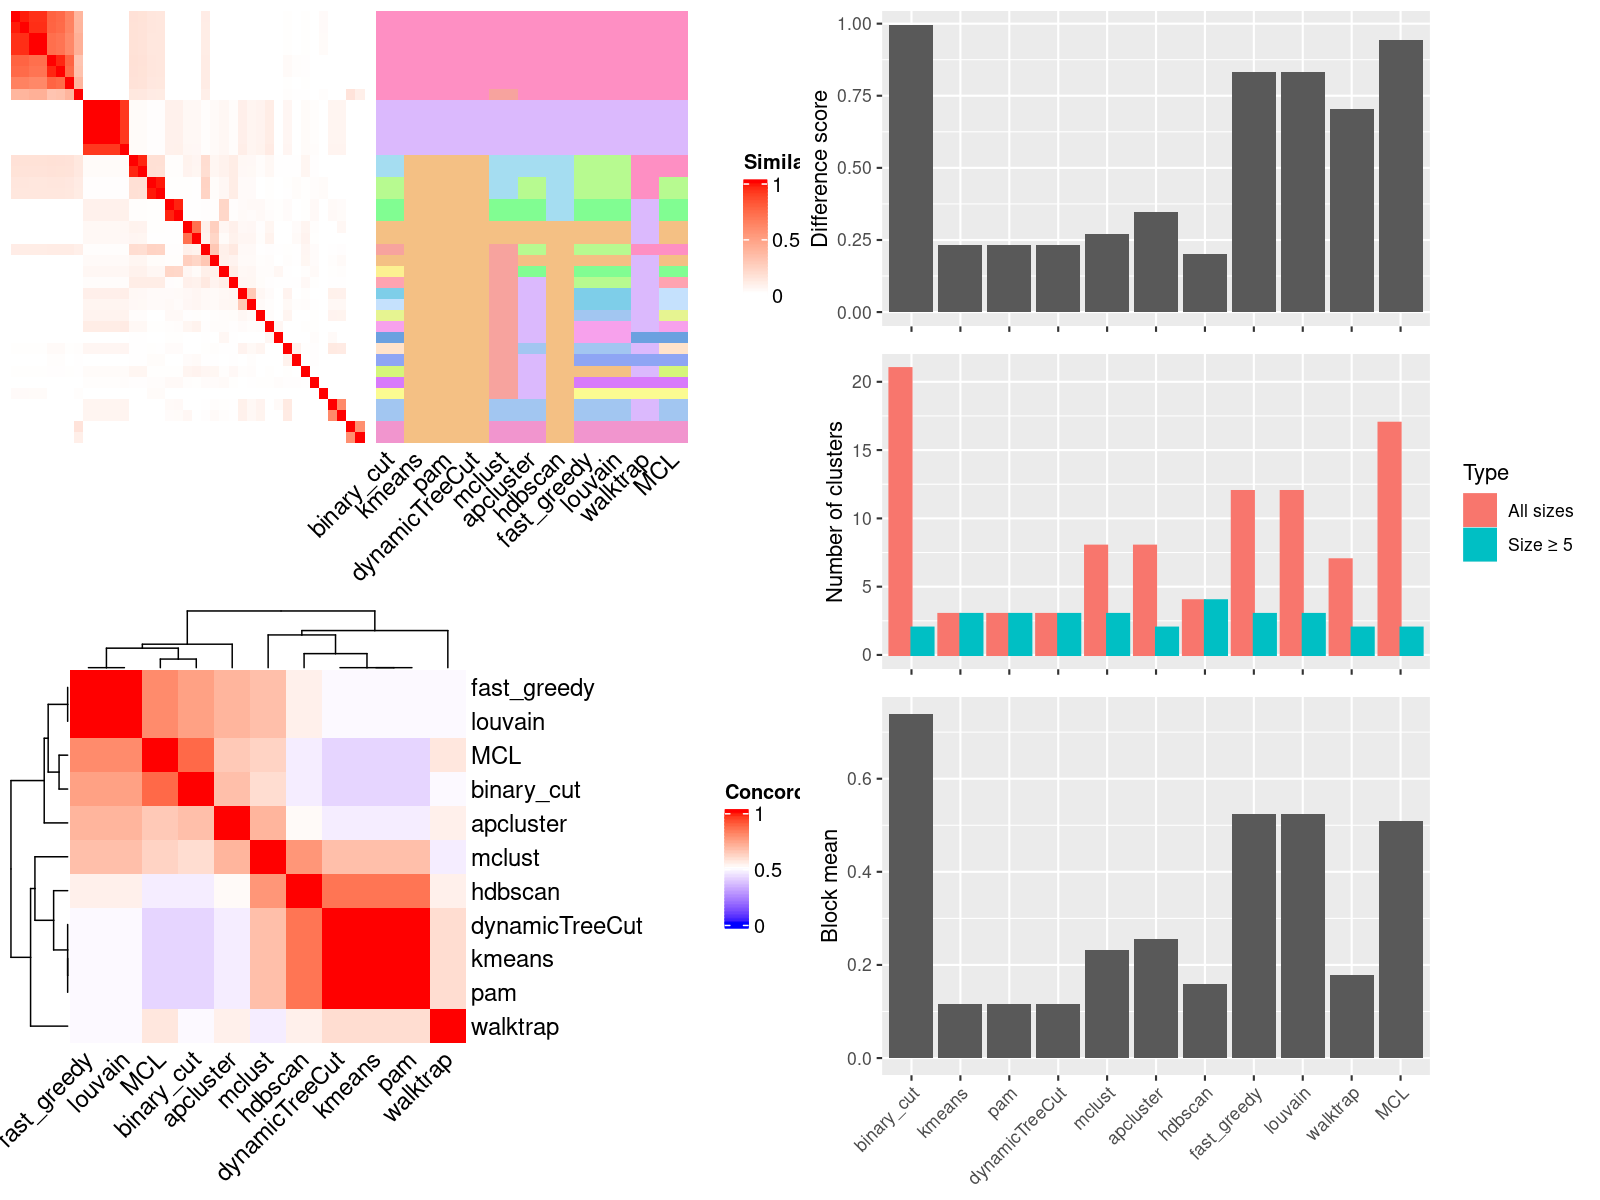 Simila
1
0.5
0
binary_cut
kmeans
pam
dynamicTreeCut
mclust
apcluster
hdbscan
fast_greedy
louvain
walktrap
MCL
fast_greedy
louvain
MCL
binary_cut
apcluster
mclust
hdbscan
dynamicTreeCut
kmeans
pam
walktrap
fast_greedy
louvain
MCL
binary_cut
apcluster
mclust
hdbscan
dynamicTreeCut
kmeans
pam
walktrap
Concord
1
0.5
0
Difference score
1.00
0.75
0.50
0.25
0.00
Number of clusters
20
15
10
5
0
Type
All sizes
Size ≥ 5
Block mean
0.6
0.4
0.2
0.0
binary_cut
kmeans
pam
dynamicTreeCut
mclust
apcluster
hdbscan
fast_greedy
louvain
walktrap
MCL